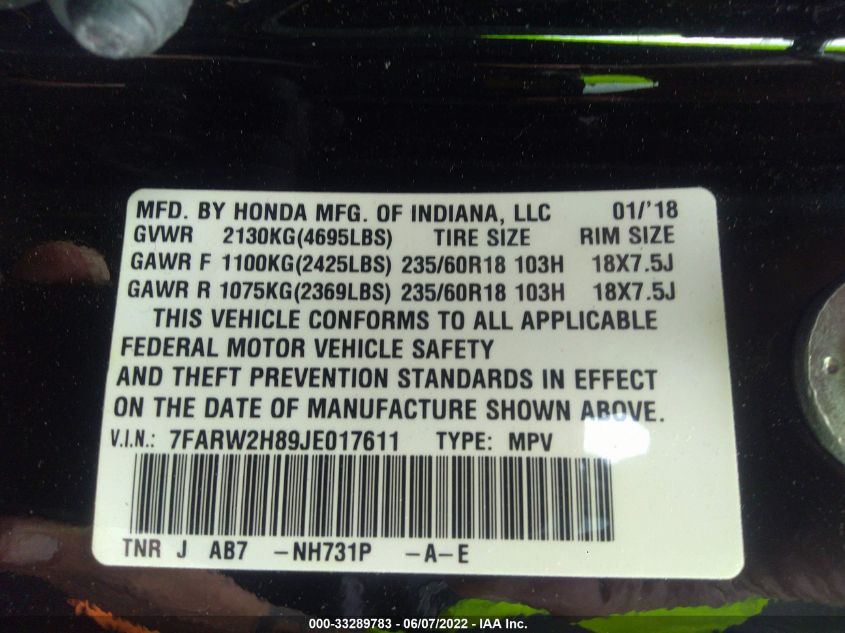 MFD. BY HONDA MFG. OF INDIANA, LLC 01/'18
GVWR 2130KG(4695LBS) TIRE SIZE RIM SIZE
GAWR F 1100KG(2425LBS) 235/60R18 103H 18X7.5J
GAWR R 1075KG(2369LBS) 235/60R18 103H 18X7.5J
THIS VEHICLE CONFORMS TO ALL APPLICABLE
FEDERAL MOTOR VEHICLE SAFETY
AND THEFT PREVENTION STANDARDS IN EFFECT
ON THE DATE OF MANUFACTURE SHOWN ABOVE.
V.I.N.: 7FARW2H89JE017611 TYPE: MPV
TNR J AB7 -NH731P -A-E
000-33289783 - 06/07/2022 - IAA Inc.